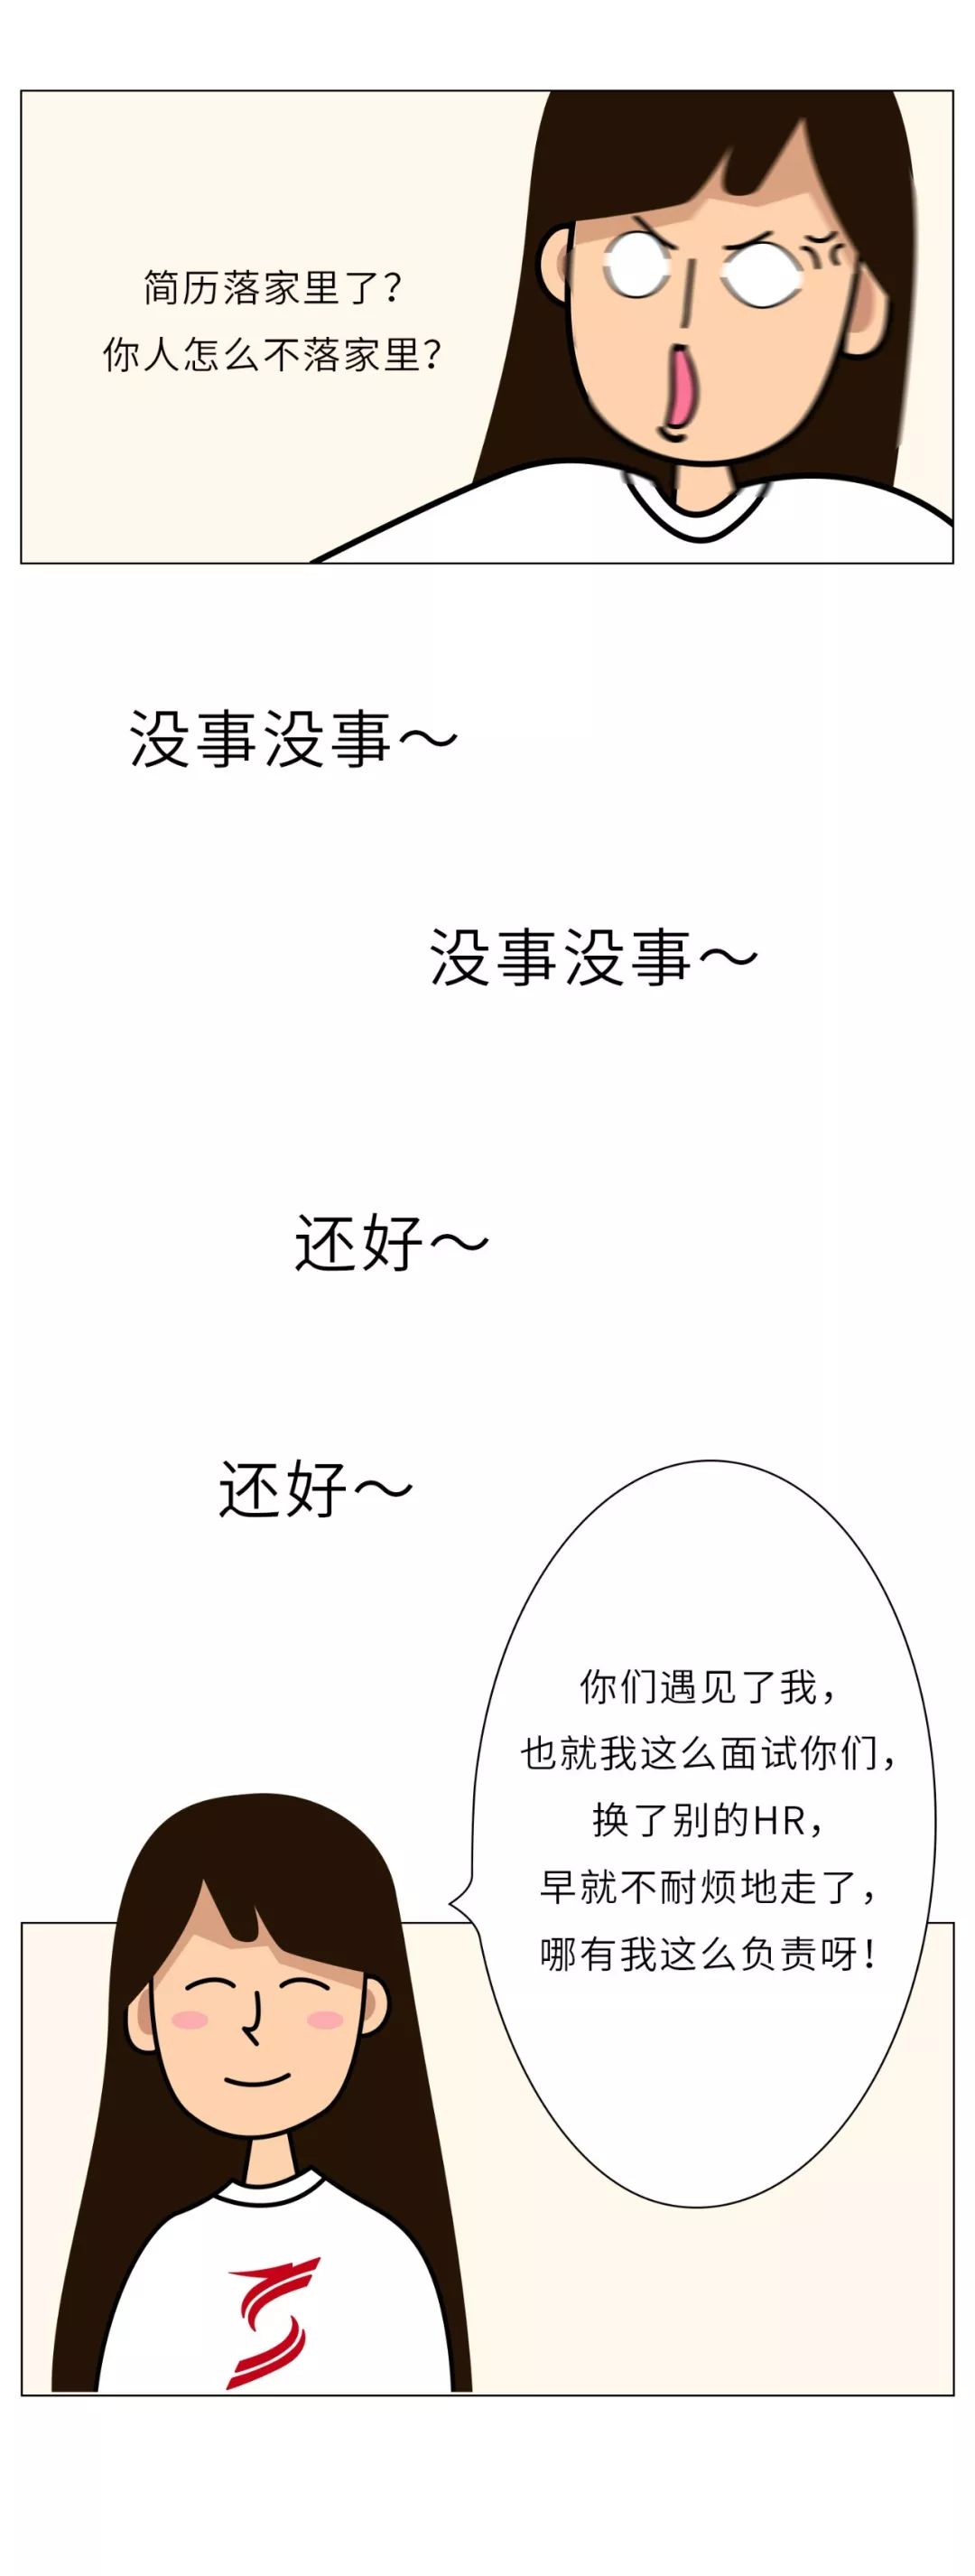 简历落家里了？
你人怎么不落家里？
没事没事～
没事没事～
还好～
还好～
你们遇见了我，
也就我这么面试你们，
换了别的HR，
早就不耐烦地走了，
哪有我这么负责呀！